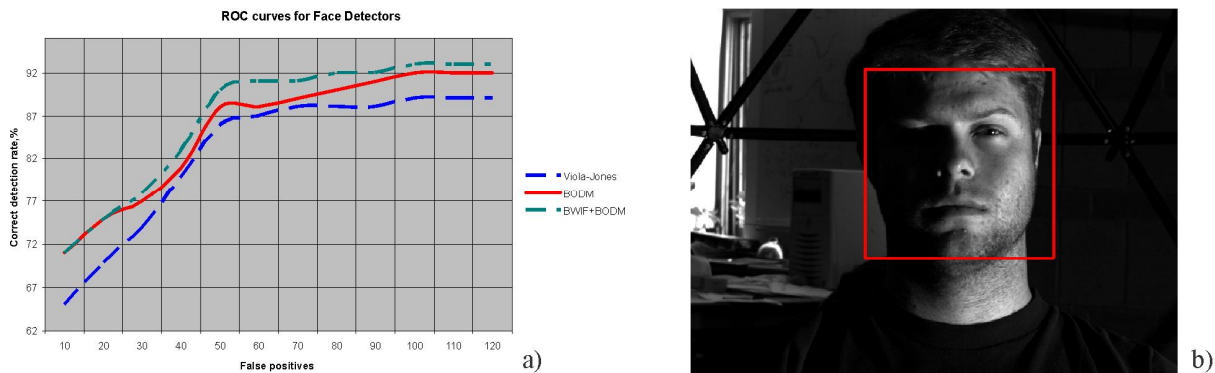 ROC curves for Face Detectors
Correct detection rate,%
92
87
82
77
72
67
62
10 20 30 40 50 60 70 80 90 100 110 120
False positives
Viola-Jones
BODM
BWIF+BODM
a)
b)